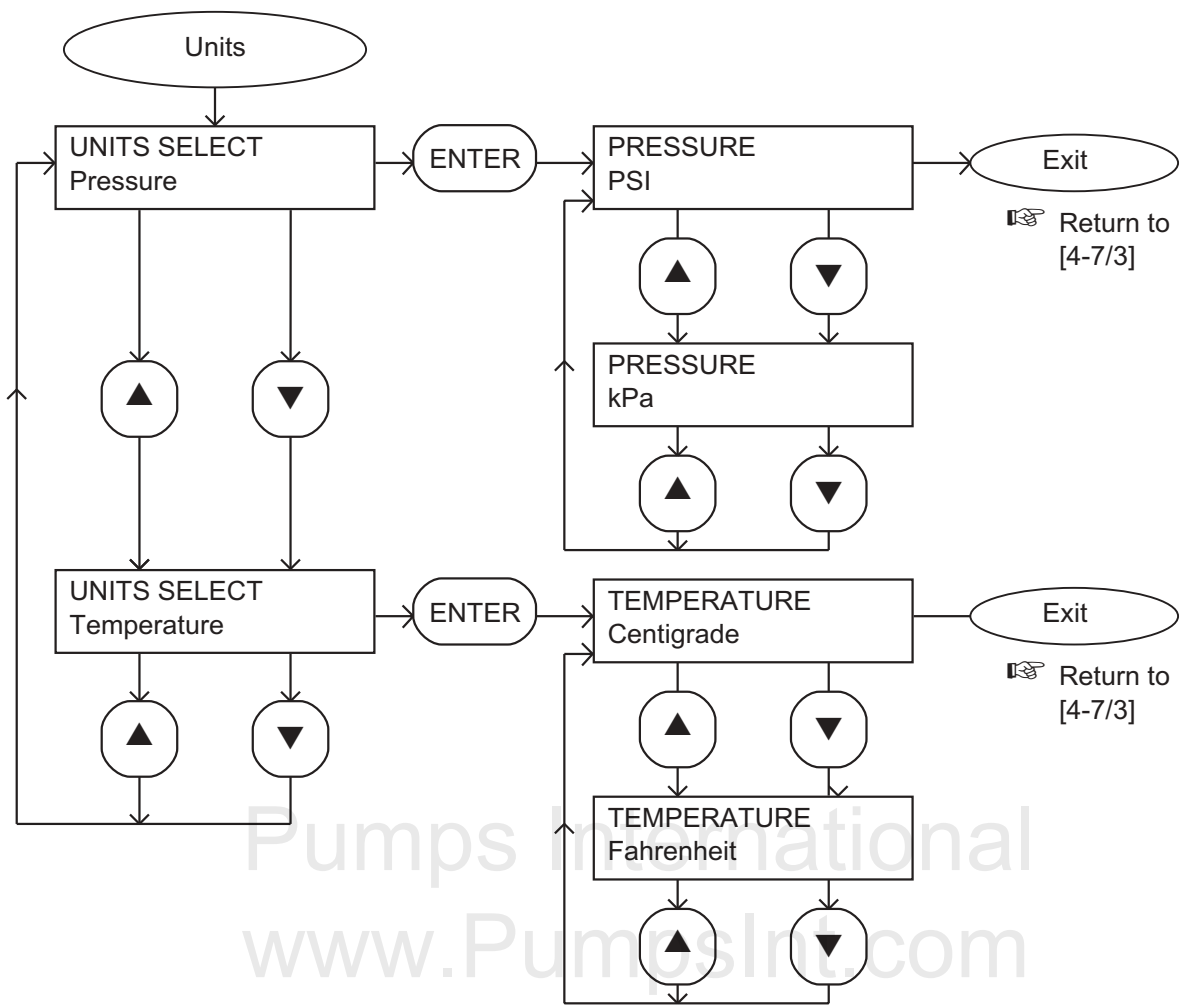 Units
UNITS SELECT
Pressure
ENTER
PRESSURE
PSI
Exit
☞ Return to
[4-7/3]
▲
▼
PRESSURE
kPa
▲
▼
▲
▼
UNITS SELECT
Temperature
ENTER
TEMPERATURE
Centigrade
Exit
☞ Return to
[4-7/3]
▲
▼
▲
▼
TEMPERATURE
Fahrenheit
▲
▼
Pumps International
www.PumpsInt.com